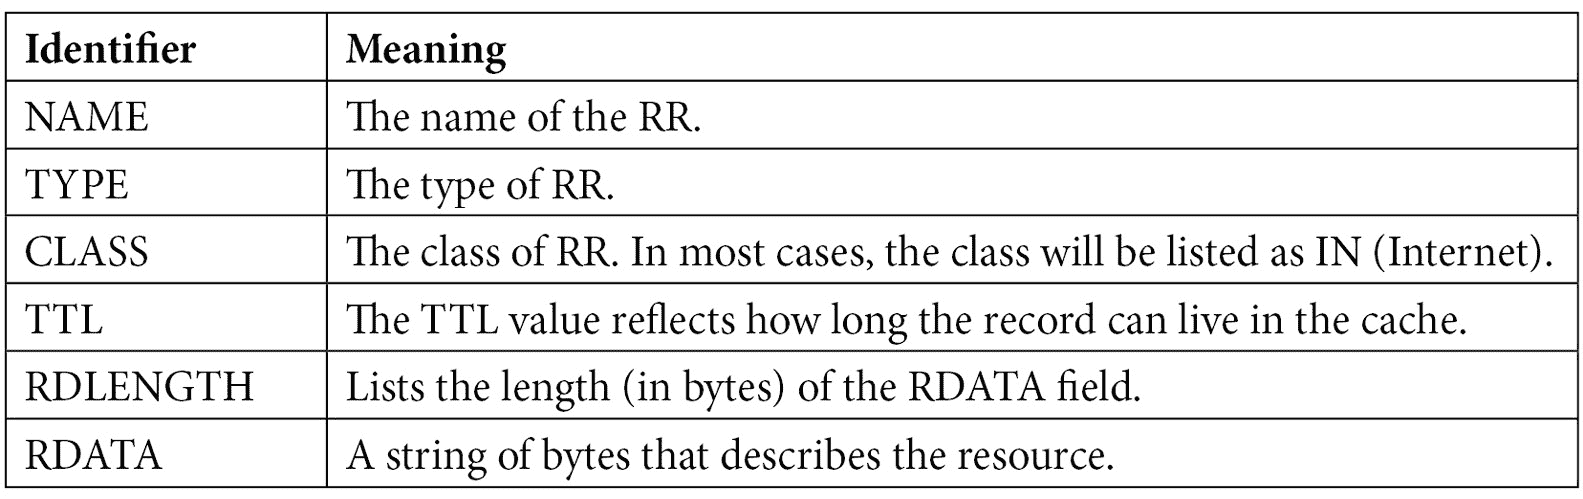 Identifier Meaning
NAME The name of the RR.
TYPE The type of RR.
CLASS The class of RR. In most cases, the class will be listed as IN (Internet).
TTL The TTL value reflects how long the record can live in the cache.
RDLENGTH Lists the length (in bytes) of the RDATA field.
RDATA A string of bytes that describes the resource.